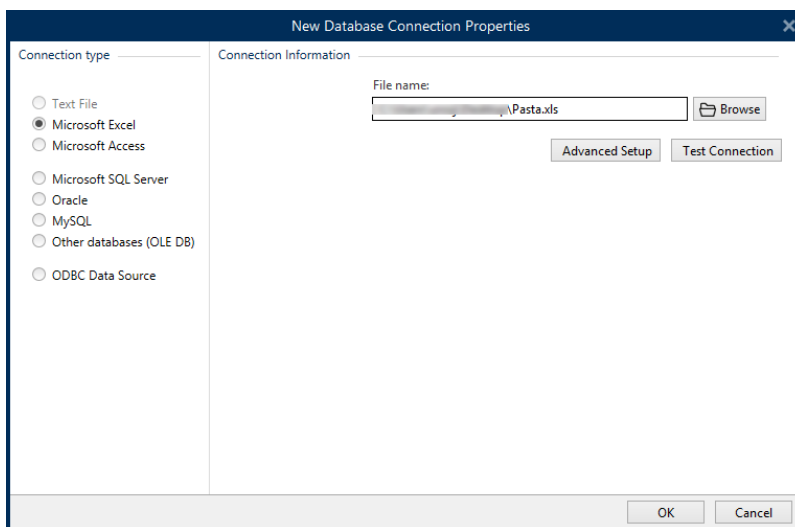 New Database Connection Properties
Connection type
Connection Information
Text File
Microsoft Excel
Microsoft Access
Microsoft SQL Server
Oracle
MySQL
Other databases (OLE DB)
ODBC Data Source
File name:
\Pasta.xls
Browse
Advanced Setup
Test Connection
OK
Cancel